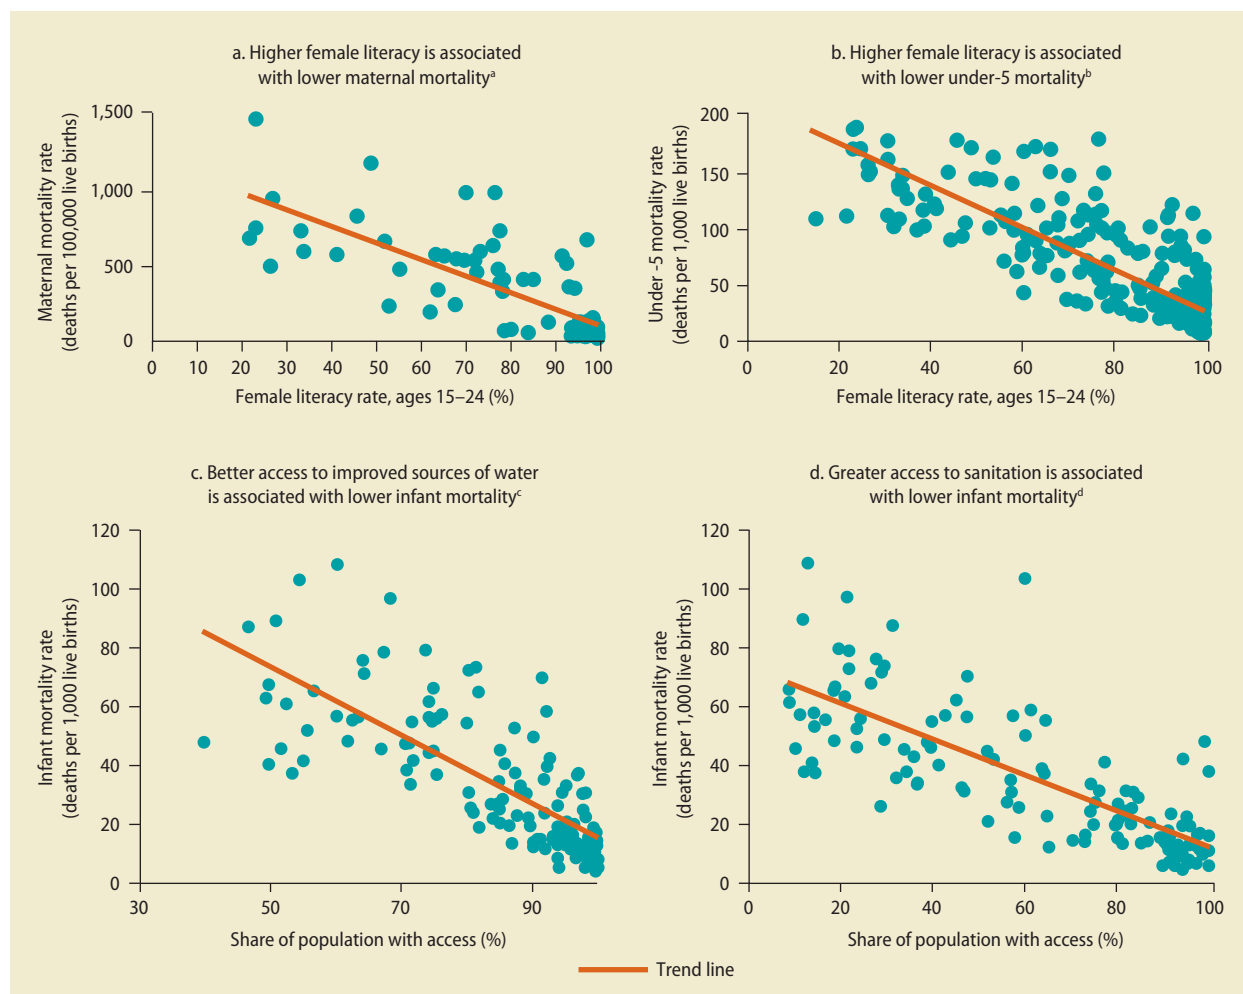 a. Higher female literacy is associated
with lower maternal mortalityᵃ
Maternal mortality rate
(deaths per 100,000 live births)
1,500
1,000
500
0
0 10 20 30 40 50 60 70 80 90 100
Female literacy rate, ages 15–24 (%)
b. Higher female literacy is associated
with lower under-5 mortalityᵇ
Under -5 mortality rate
(deaths per 1,000 live births)
200
150
100
50
0
0 20 40 60 80 100
Female literacy rate, ages 15–24 (%)
c. Better access to improved sources of water
is associated with lower infant mortalityᶜ
Infant mortality rate
(deaths per 1,000 live births)
120
100
80
60
40
20
0
30 50 70 90
Share of population with access (%)
d. Greater access to sanitation is associated
with lower infant mortalityᵈ
Infant mortality rate
(deaths per 1,000 live births)
120
100
80
60
40
20
0
0 20 40 60 80 100
Share of population with access (%)
Trend line